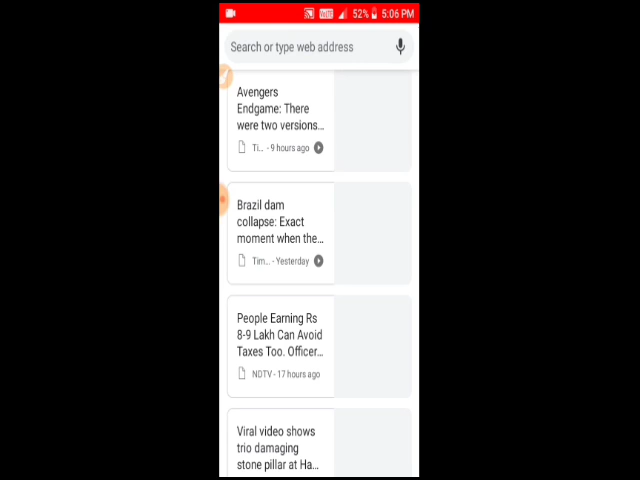 52% 5:06 PM
Search or type web address
Avengers
Endgame: There
were two versions...
Ti... - 9 hours ago
Brazil dam
collapse: Exact
moment when the...
Tim... - Yesterday
People Earning Rs
8-9 Lakh Can Avoid
Taxes Too. Officer...
NDTV - 17 hours ago
Viral video shows
trio damaging
stone pillar at Ha...